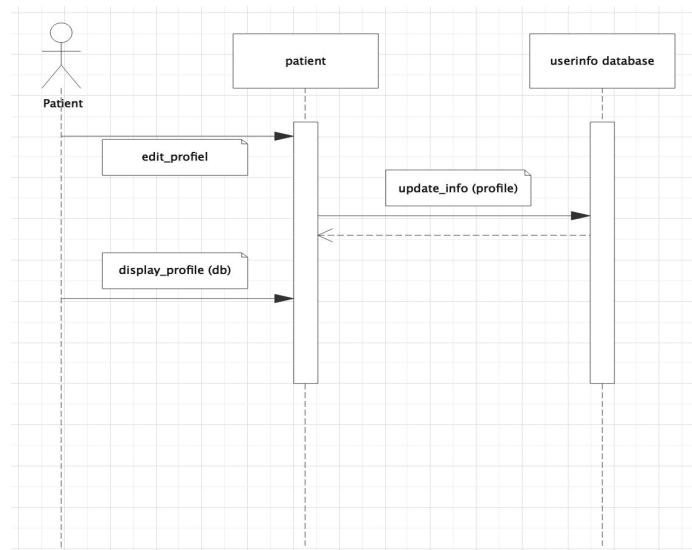 patient
userinfo database
Patient
edit_profiel
update_info (profile)
display_profile (db)